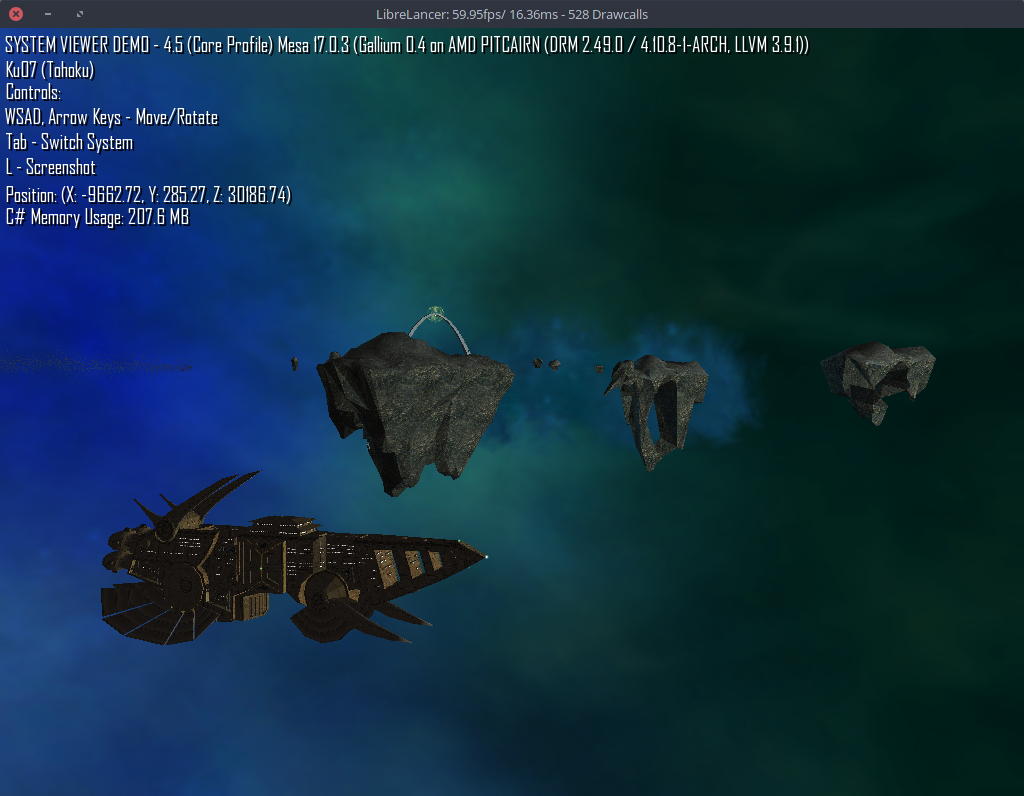 LibreLancer: 59.95fps/ 16.36ms - 528 Drawcalls
SYSTEM VIEWER DEMO - 4.5 (Core Profile) Mesa 17.0.3 (Gallium 0.4 on AMD PITCAIRN (DRM 2.49.0 / 4.10.8-1-ARCH, LLVM 3.9.1))
Ku07 (Tohoku)
Controls:
WSAD, Arrow Keys - Move/Rotate
Tab - Switch System
L - Screenshot
Position: (X: -9662.72, Y: 285.27, Z: 30186.74)
C# Memory Usage: 207.6 MB